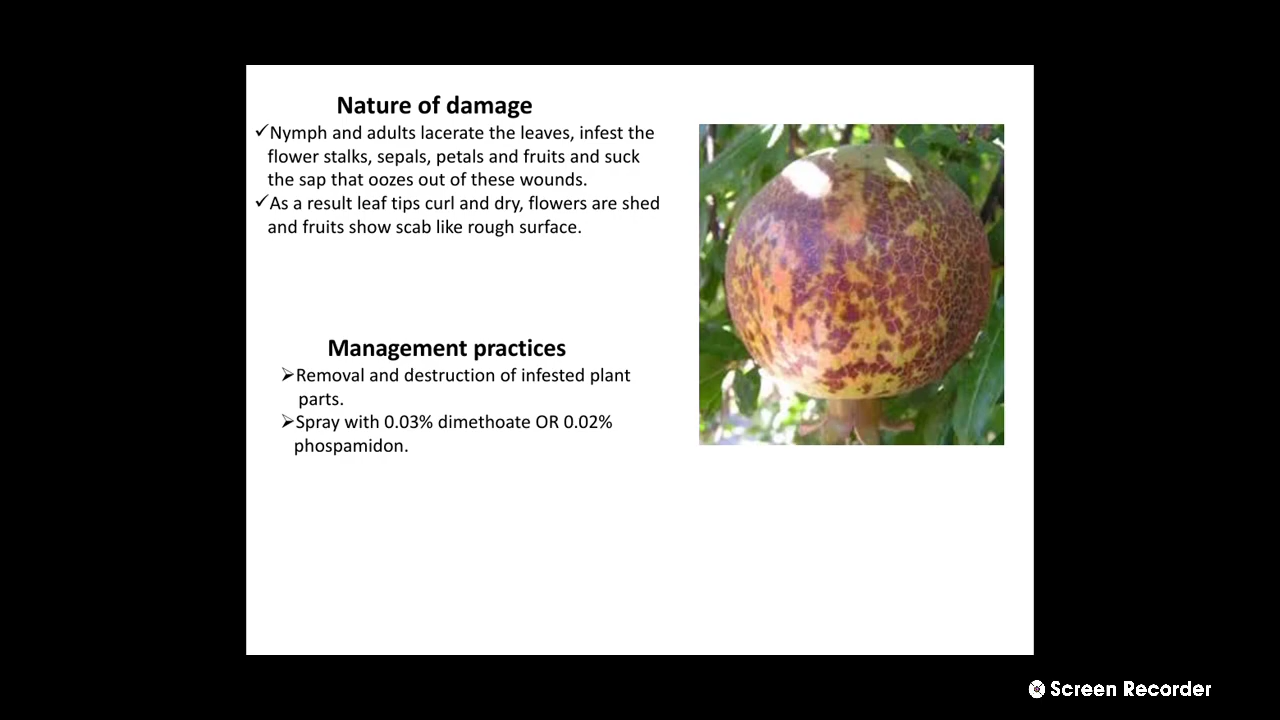 Nature of damage
✓Nymph and adults lacerate the leaves, infest the
flower stalks, sepals, petals and fruits and suck
the sap that oozes out of these wounds.
✓As a result leaf tips curl and dry, flowers are shed
and fruits show scab like rough surface.
Management practices
➢Removal and destruction of infested plant
parts.
➢Spray with 0.03% dimethoate OR 0.02%
phospamidon.
Screen Recorder